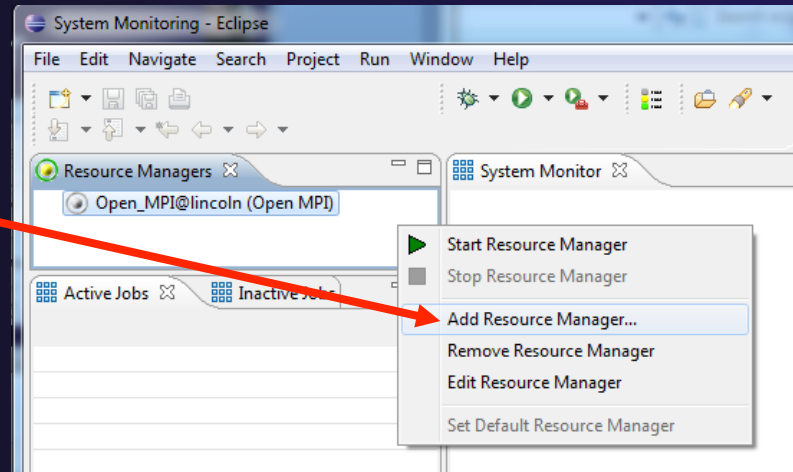 System Monitoring - Eclipse
File Edit Navigate Search Project Run Window Help
Resource Managers
System Monitor
Open_MPI@lincoln (Open MPI)
Start Resource Manager
Stop Resource Manager
Active Jobs
Inactive Jobs
Add Resource Manager...
Remove Resource Manager
Edit Resource Manager
Set Default Resource Manager